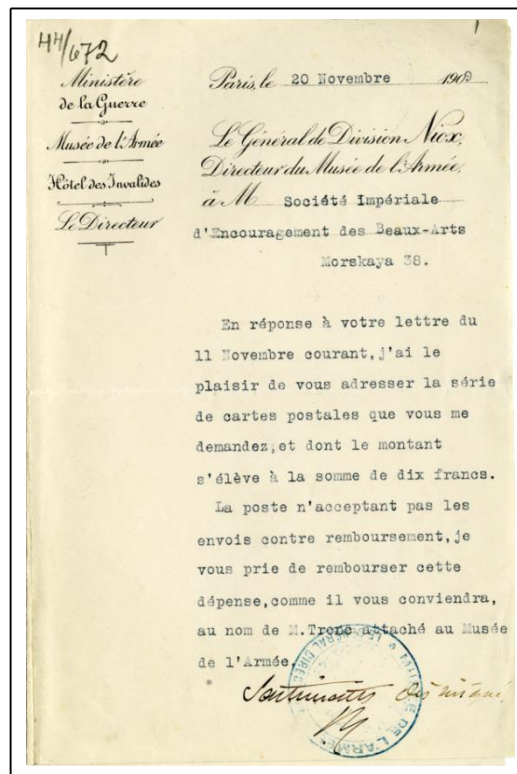 44/672
1
Ministère
de la Guerre
Musée de l'Armée
Hôtel des Invalides
Le Directeur
Paris, le 20 Novembre 1909
Le Général de Division Niox,
Directeur du Musée de l'Armée,
à M Société Impériale
d'Encouragement des Beaux-Arts
Morskaya 38.
En réponse à votre lettre du
11 Novembre courant, j'ai le
plaisir de vous adresser la série
de cartes postales que vous me
demandez, et dont le montant
s'élève à la somme de dix francs.
La poste n'acceptant pas les
envois contre remboursement, je
vous prie de rembourser cette
dépense, comme il vous conviendra,
au nom de M. Tronc attaché au Musée
de l'Armée.
DE L'ARMÉE